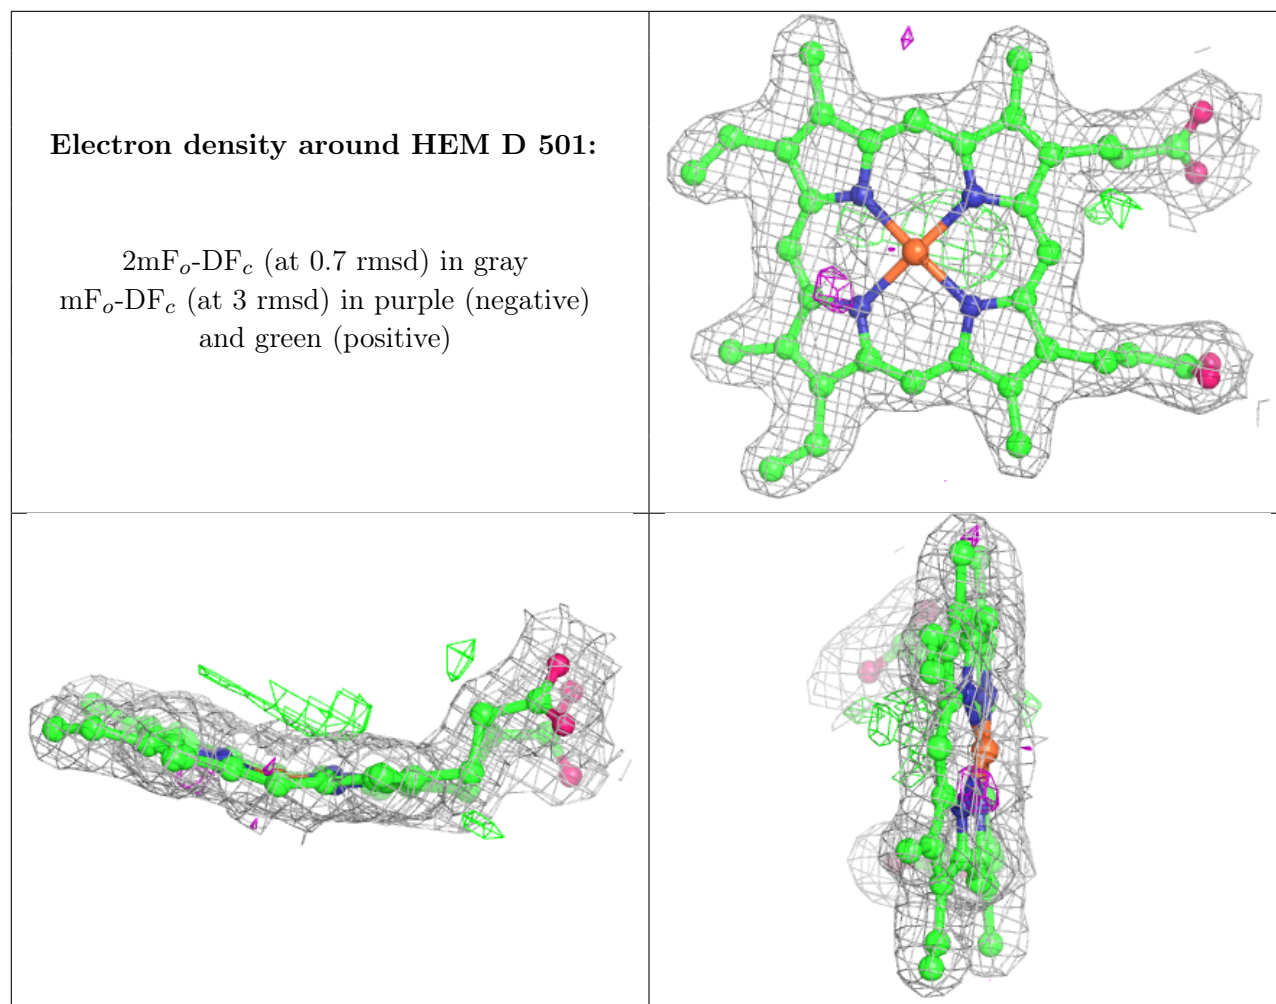 Electron density around HEM D 501:
2mFo-DFc (at 0.7 rmsd) in gray
mFo-DFc (at 3 rmsd) in purple (negative)
and green (positive)